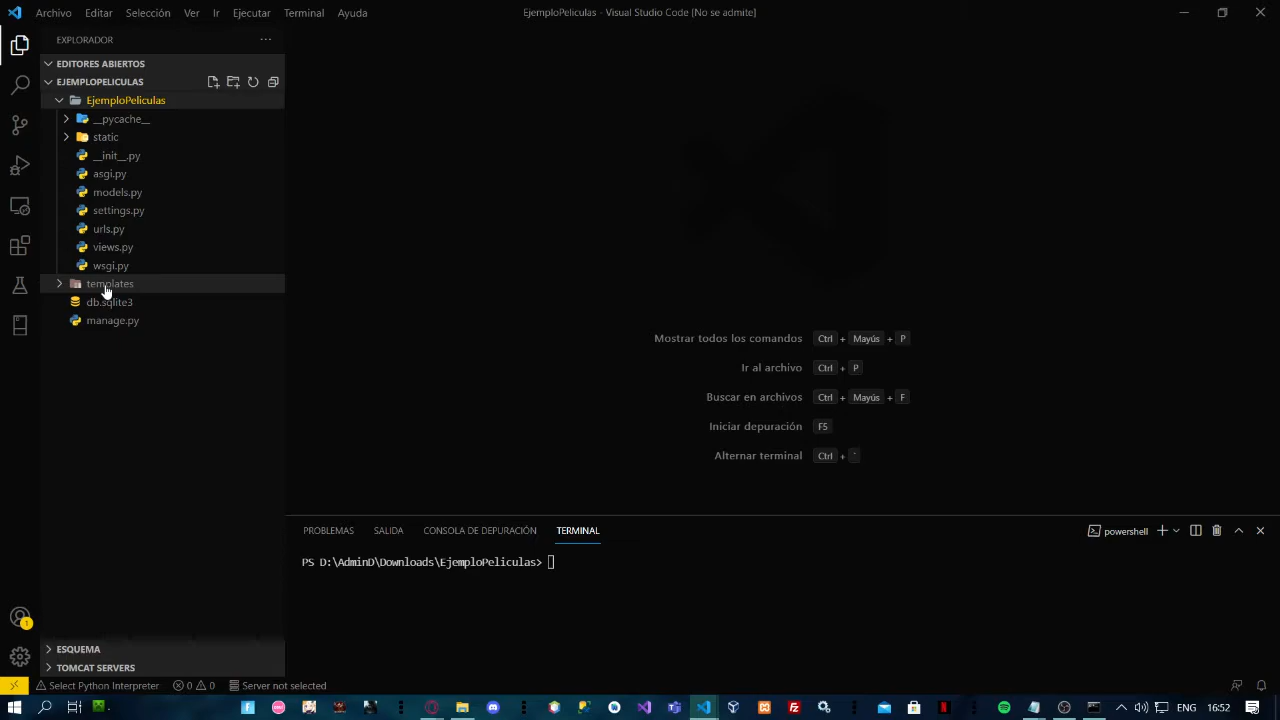 Archivo Editar Selección Ver Ir Ejecutar Terminal Ayuda
EjemploPeliculas - Visual Studio Code [No se admite]
EXPLORADOR
EDITORES ABIERTOS
EJEMPLOPELICULAS
EjemploPeliculas
__pycache__
static
__init__.py
asgi.py
models.py
settings.py
urls.py
views.py
wsgi.py
templates
db.sqlite3
manage.py
Mostrar todos los comandos Ctrl + Mayús + P
Ir al archivo Ctrl + P
Buscar en archivos Ctrl + Mayús + F
Iniciar depuración F5
Alternar terminal Ctrl + `
PROBLEMAS SALIDA CONSOLA DE DEPURACIÓN TERMINAL
powershell
PS D:\AdminD\Downloads\EjemploPeliculas>
1
ESQUEMA
TOMCAT SERVERS
Select Python Interpreter 0 0 Server not selected
16:52